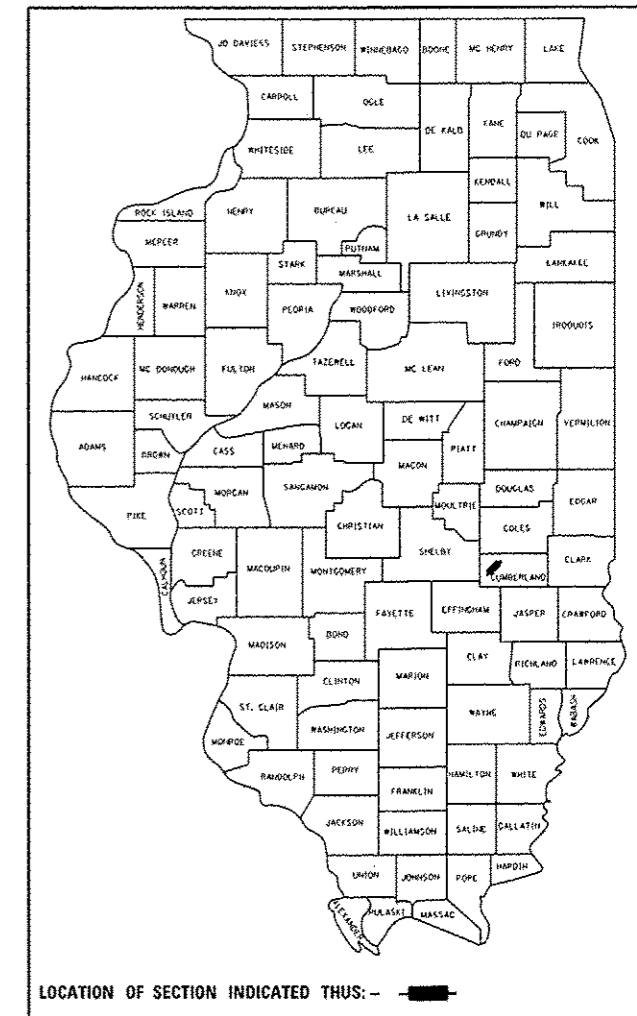 JO DAVIESS STEPHENSON WINNEBAGO BOONE MC HENRY LAKE
CARROLL OGLE DE KALB KANE DU PAGE COOK
WHITESIDE LEE KENDALL WILL
ROCK ISLAND HENRY BUREAU PUTNAM LA SALLE GRUNDY
MERCER STARK MARSHALL KANKAKEE
HENDERSON WARREN KNOX PEORIA WOODFORD LIVINGSTON IROQUOIS
HANCOCK MC DONOUGH FULTON TAZEWELL MC LEAN FORD
SCHUYLER MASON LOGAN DE WITT CHAMPAIGN VERMILION
ADAMS BROWN CASS MENARD MACON PIATT
PIKE SCOTT MORGAN SANGAMON CHRISTIAN MOULTRIE DOUGLAS EDGAR
COLES
CALHOUN GREENE MACOUPIN MONTGOMERY SHELBY CUMBERLAND CLARK
JERSEY FAYETTE EFFINGHAM JASPER CRAWFORD
MADISON BOND CLAY RICHLAND LAWRENCE
CLINTON MARION
ST. CLAIR WAYNE EDWARDS WABASH
MONROE WASHINGTON JEFFERSON
RANDOLPH PERRY HAMILTON WHITE
FRANKLIN
JACKSON WILLIAMSON SALINE GALLATIN
UNION JOHNSON POPE HARDIN
ALEXANDER PULASKI MASSAC
LOCATION OF SECTION INDICATED THUS: -